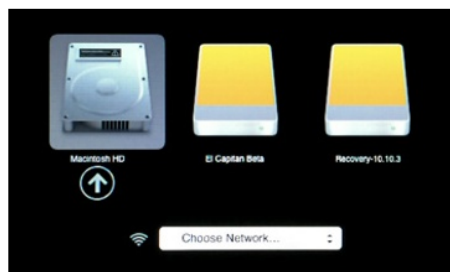 Macintosh HD
El Capitan Beta
Recovery-10.10.3
Choose Network...